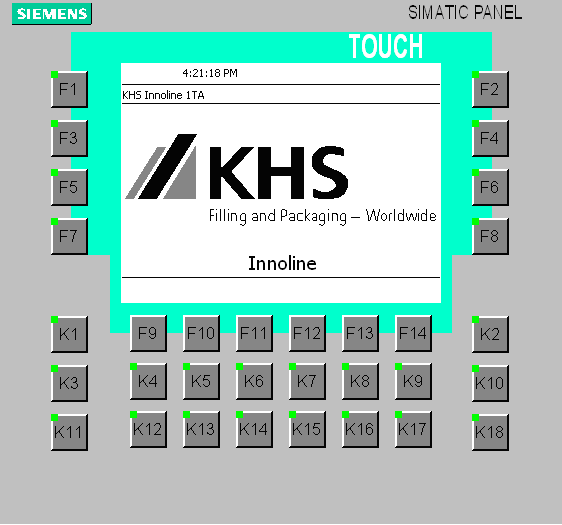 SIEMENS
SIMATIC PANEL
TOUCH
4:21:18 PM
KHS Innoline 1TA
KHS
Filling and Packaging – Worldwide
Innoline
F1
F2
F3
F4
F5
F6
F7
F8
K1 F9 F10 F11 F12 F13 F14 K2
K3 K4 K5 K6 K7 K8 K9 K10
K11 K12 K13 K14 K15 K16 K17 K18